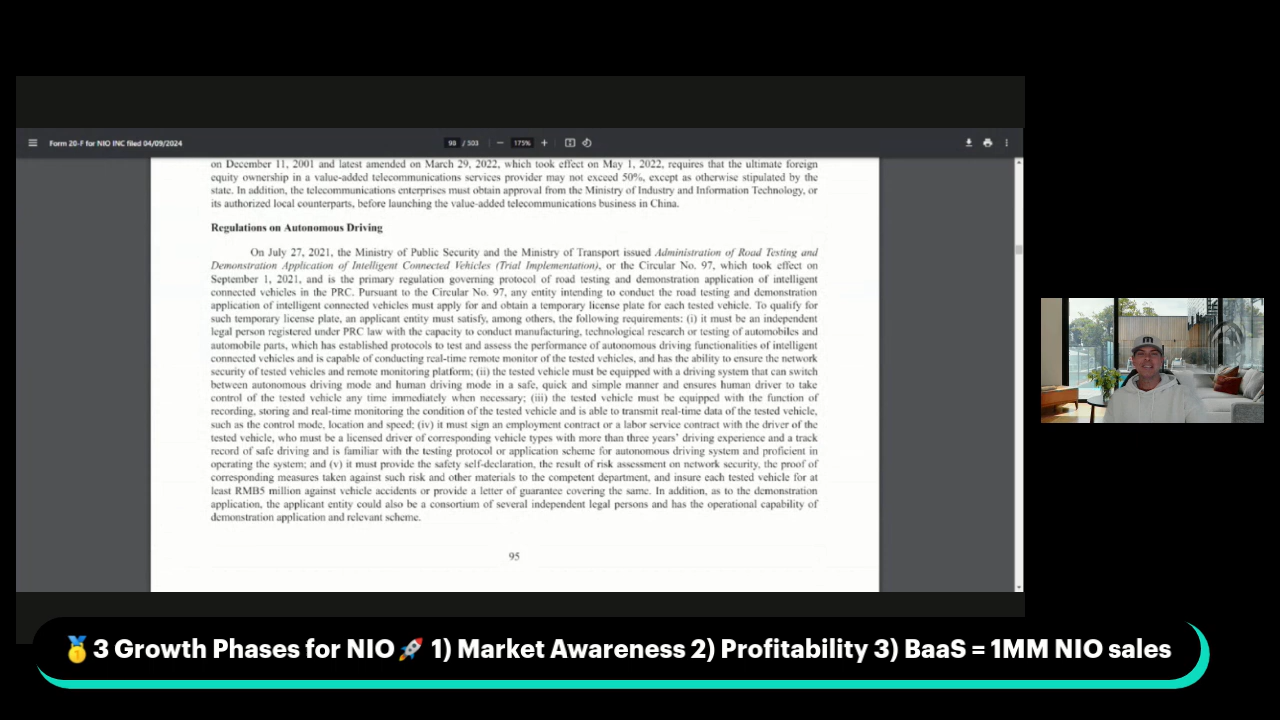 Form 20-F for NIO INC filed 04/09/2024
98 / 303
175%
on December 11, 2001 and latest amended on March 29, 2022, which took effect on May 1, 2022, requires that the ultimate foreign
equity ownership in a value-added telecommunications services provider may not exceed 50%, except as otherwise stipulated by the
state. In addition, the telecommunications enterprises must obtain approval from the Ministry of Industry and Information Technology, or
its authorized local counterparts, before launching the value-added telecommunications business in China.
Regulations on Autonomous Driving
On July 27, 2021, the Ministry of Public Security and the Ministry of Transport issued Administration of Road Testing and
Demonstration Application of Intelligent Connected Vehicles (Trial Implementation), or the Circular No. 97, which took effect on
September 1, 2021, and is the primary regulation governing protocol of road testing and demonstration application of intelligent
connected vehicles in the PRC. Pursuant to the Circular No. 97, any entity intending to conduct the road testing and demonstration
application of intelligent connected vehicles must apply for and obtain a temporary license plate for each tested vehicle. To qualify for
such temporary license plate, an applicant entity must satisfy, among others, the following requirements: (i) it must be an independent
legal person registered under PRC law with the capacity to conduct manufacturing, technological research or testing of automobiles and
automobile parts, which has established protocols to test and assess the performance of autonomous driving functionalities of intelligent
connected vehicles and is capable of conducting real-time remote monitor of the tested vehicles, and has the ability to ensure the network
security of tested vehicles and remote monitoring platform; (ii) the tested vehicle must be equipped with a driving system that can switch
between autonomous driving mode and human driving mode in a safe, quick and simple manner and ensures human driver to take
control of the tested vehicle any time immediately when necessary; (iii) the tested vehicle must be equipped with the function of
recording, storing and real-time monitoring the condition of the tested vehicle and is able to transmit real-time data of the tested vehicle,
such as the control mode, location and speed; (iv) it must sign an employment contract or a labor service contract with the driver of the
tested vehicle, who must be a licensed driver of corresponding vehicle types with more than three years’ driving experience and a track
record of safe driving and is familiar with the testing protocol or application scheme for autonomous driving system and proficient in
operating the system; and (v) it must provide the safety self-declaration, the result of risk assessment on network security, the proof of
corresponding measures taken against such risk and other materials to the competent department, and insure each tested vehicle for at
least RMB5 million against vehicle accidents or provide a letter of guarantee covering the same. In addition, as to the demonstration
application, the applicant entity could also be a consortium of several independent legal persons and has the operational capability of
demonstration application and relevant scheme.
95
🥇3 Growth Phases for NIO🚀 1) Market Awareness 2) Profitability 3) BaaS = 1MM NIO sales